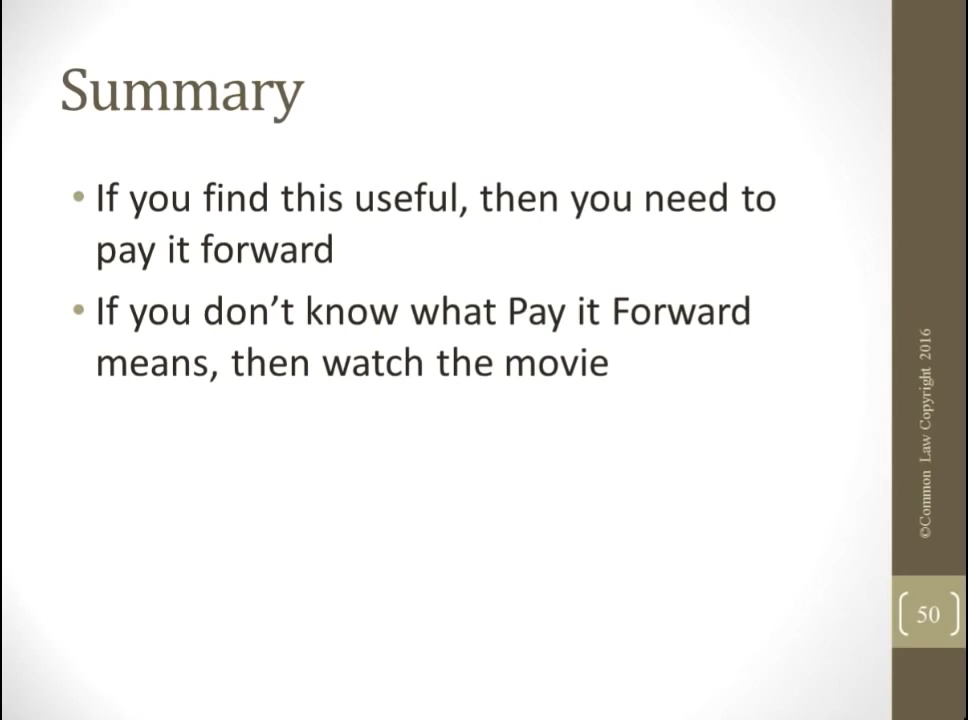 Summary
• If you find this useful, then you need to
pay it forward
• If you don’t know what Pay it Forward
means, then watch the movie
©Common Law Copyright 2016
50